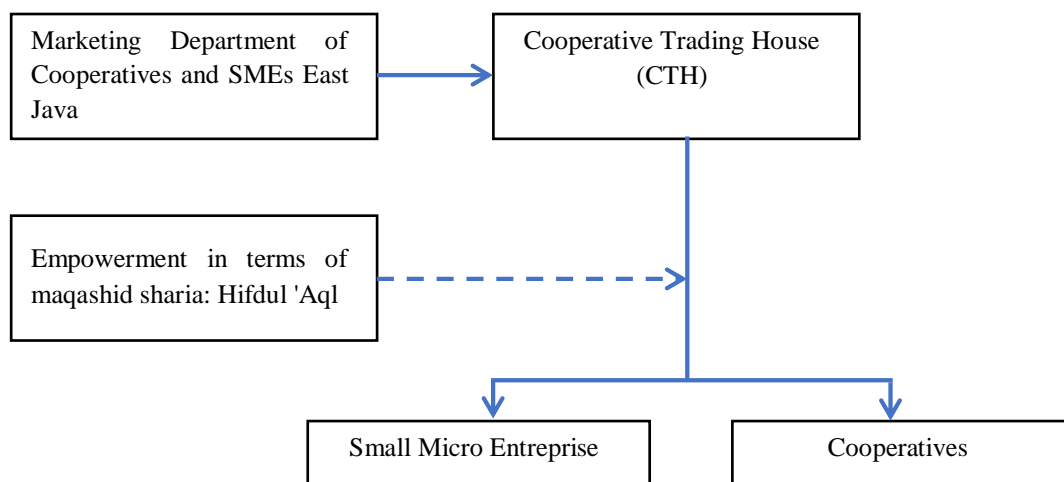 Marketing Department of
Cooperatives and SMEs East
Java
Cooperative Trading House
(CTH)
Empowerment in terms of
maqashid sharia: Hifdul 'Aql
Small Micro Entreprise
Cooperatives